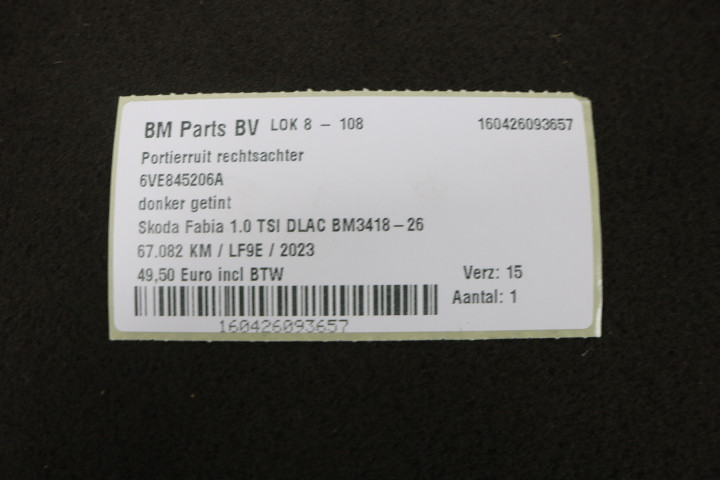 BM Parts BV LOK 8 - 108 160426093657
Portierruit rechtsachter
6VE845206A
donker getint
Skoda Fabia 1.0 TSI DLAC BM3418-26
67.082 KM / LF9E / 2023
49,50 Euro incl BTW Verz: 15
Aantal: 1
160426093657